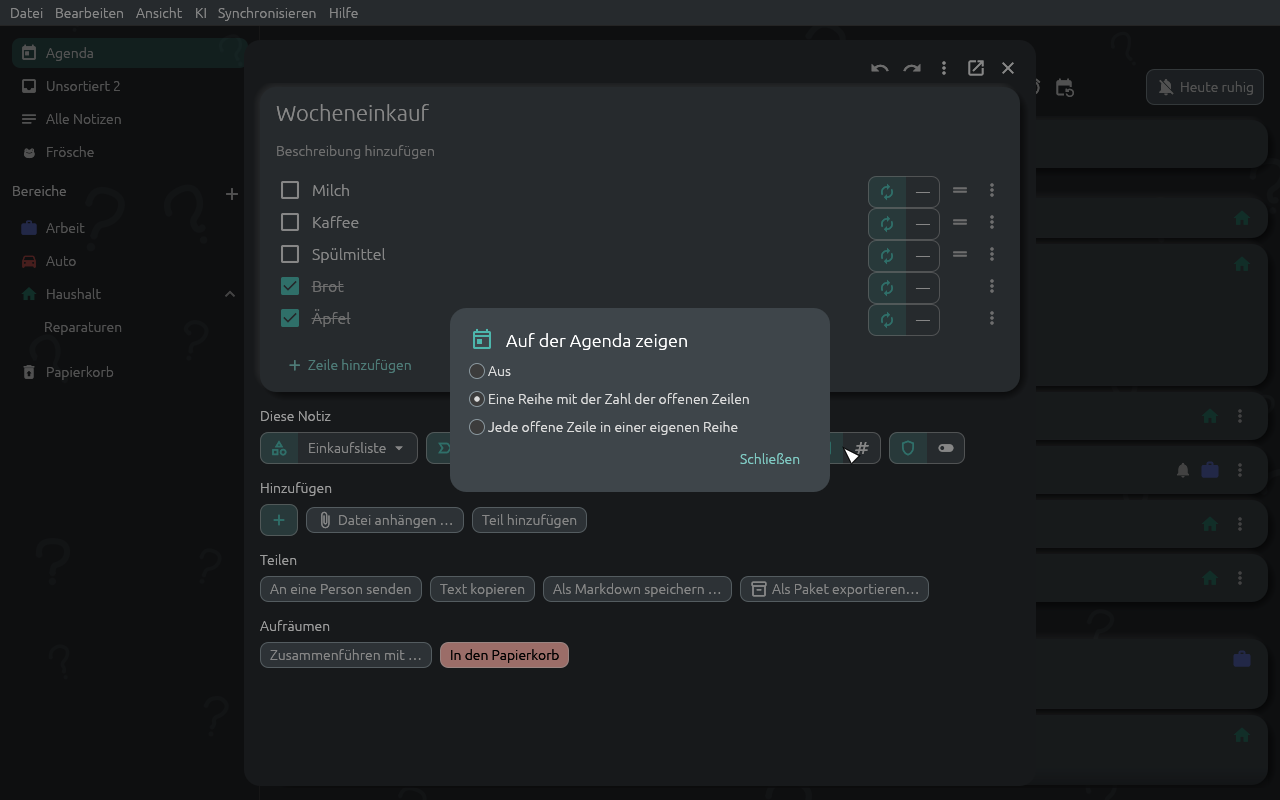 Datei Bearbeiten Ansicht KI Synchronisieren Hilfe
Agenda
Unsortiert 2
Alle Notizen
Frösche
Bereiche
Arbeit
Auto
Haushalt
Reparaturen
Papierkorb
Heute ruhig
Wocheneinkauf
Beschreibung hinzufügen
Milch
Kaffee
Spülmittel
Brot
Äpfel
Zeile hinzufügen
Auf der Agenda zeigen
Aus
Eine Reihe mit der Zahl der offenen Zeilen
Jede offene Zeile in einer eigenen Reihe
Schließen
Diese Notiz
Einkaufsliste
Hinzufügen
Datei anhängen …
Teil hinzufügen
Teilen
An eine Person senden
Text kopieren
Als Markdown speichern …
Als Paket exportieren…
Aufräumen
Zusammenführen mit …
In den Papierkorb